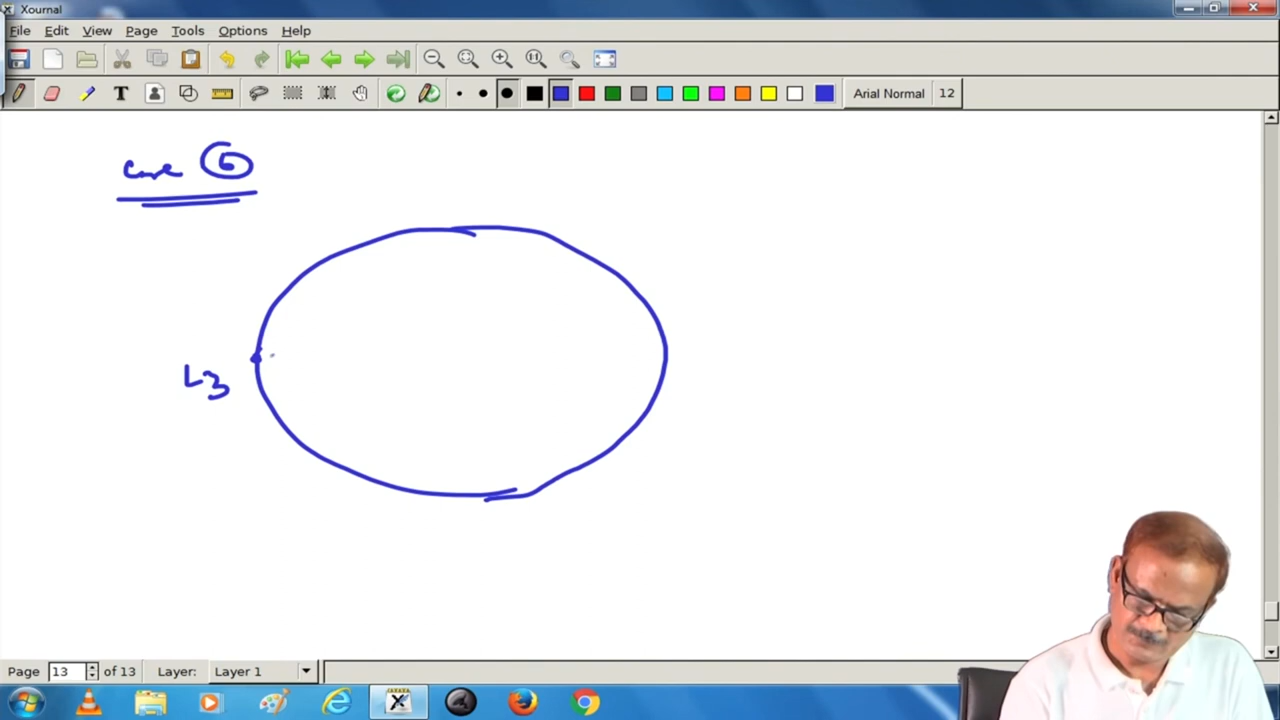 Xournal
File Edit View Page Tools Options Help
Arial Normal 12
Case 6
L3
Page 13 of 13 Layer: Layer 1